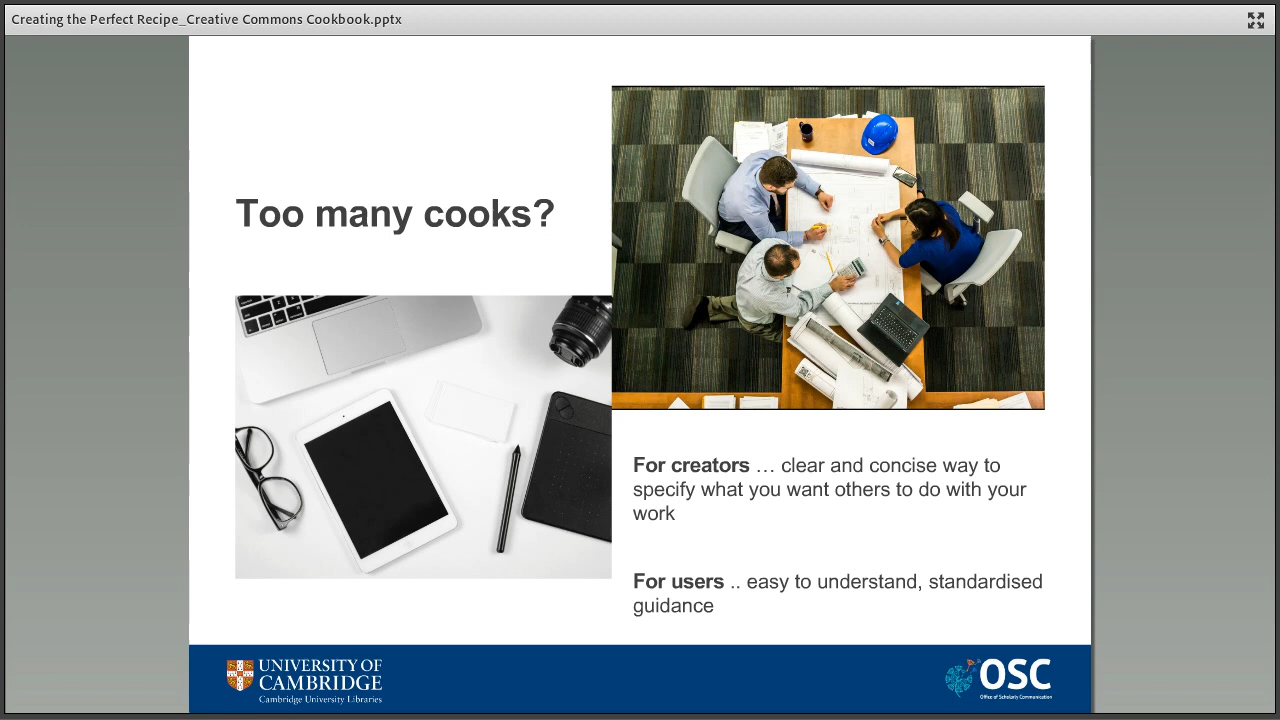 Creating the Perfect Recipe_Creative Commons Cookbook.pptx
Too many cooks?
For creators … clear and concise way to
specify what you want others to do with your
work
For users .. easy to understand, standardised
guidance
UNIVERSITY OF
CAMBRIDGE
Cambridge University Libraries
OSC
Office of Scholarly Communication